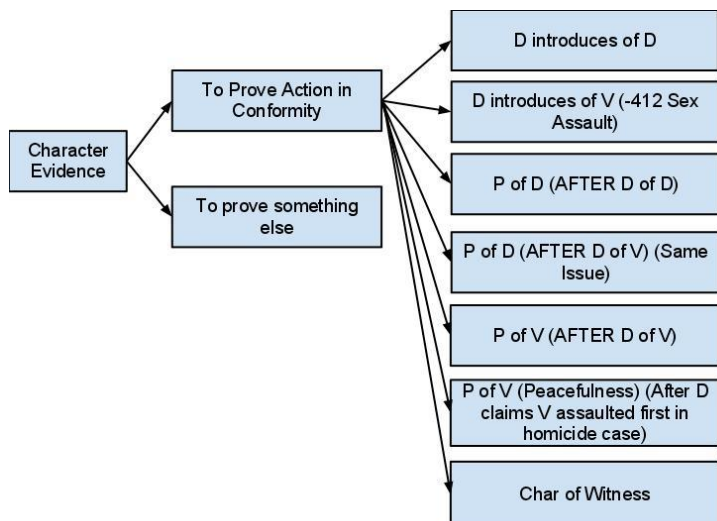 Character
Evidence
To Prove Action in
Conformity
To prove something
else
D introduces of D
D introduces of V (-412 Sex
Assault)
P of D (AFTER D of D)
P of D (AFTER D of V) (Same
Issue)
P of V (AFTER D of V)
P of V (Peacefulness) (After D
claims V assaulted first in
homicide case)
Char of Witness